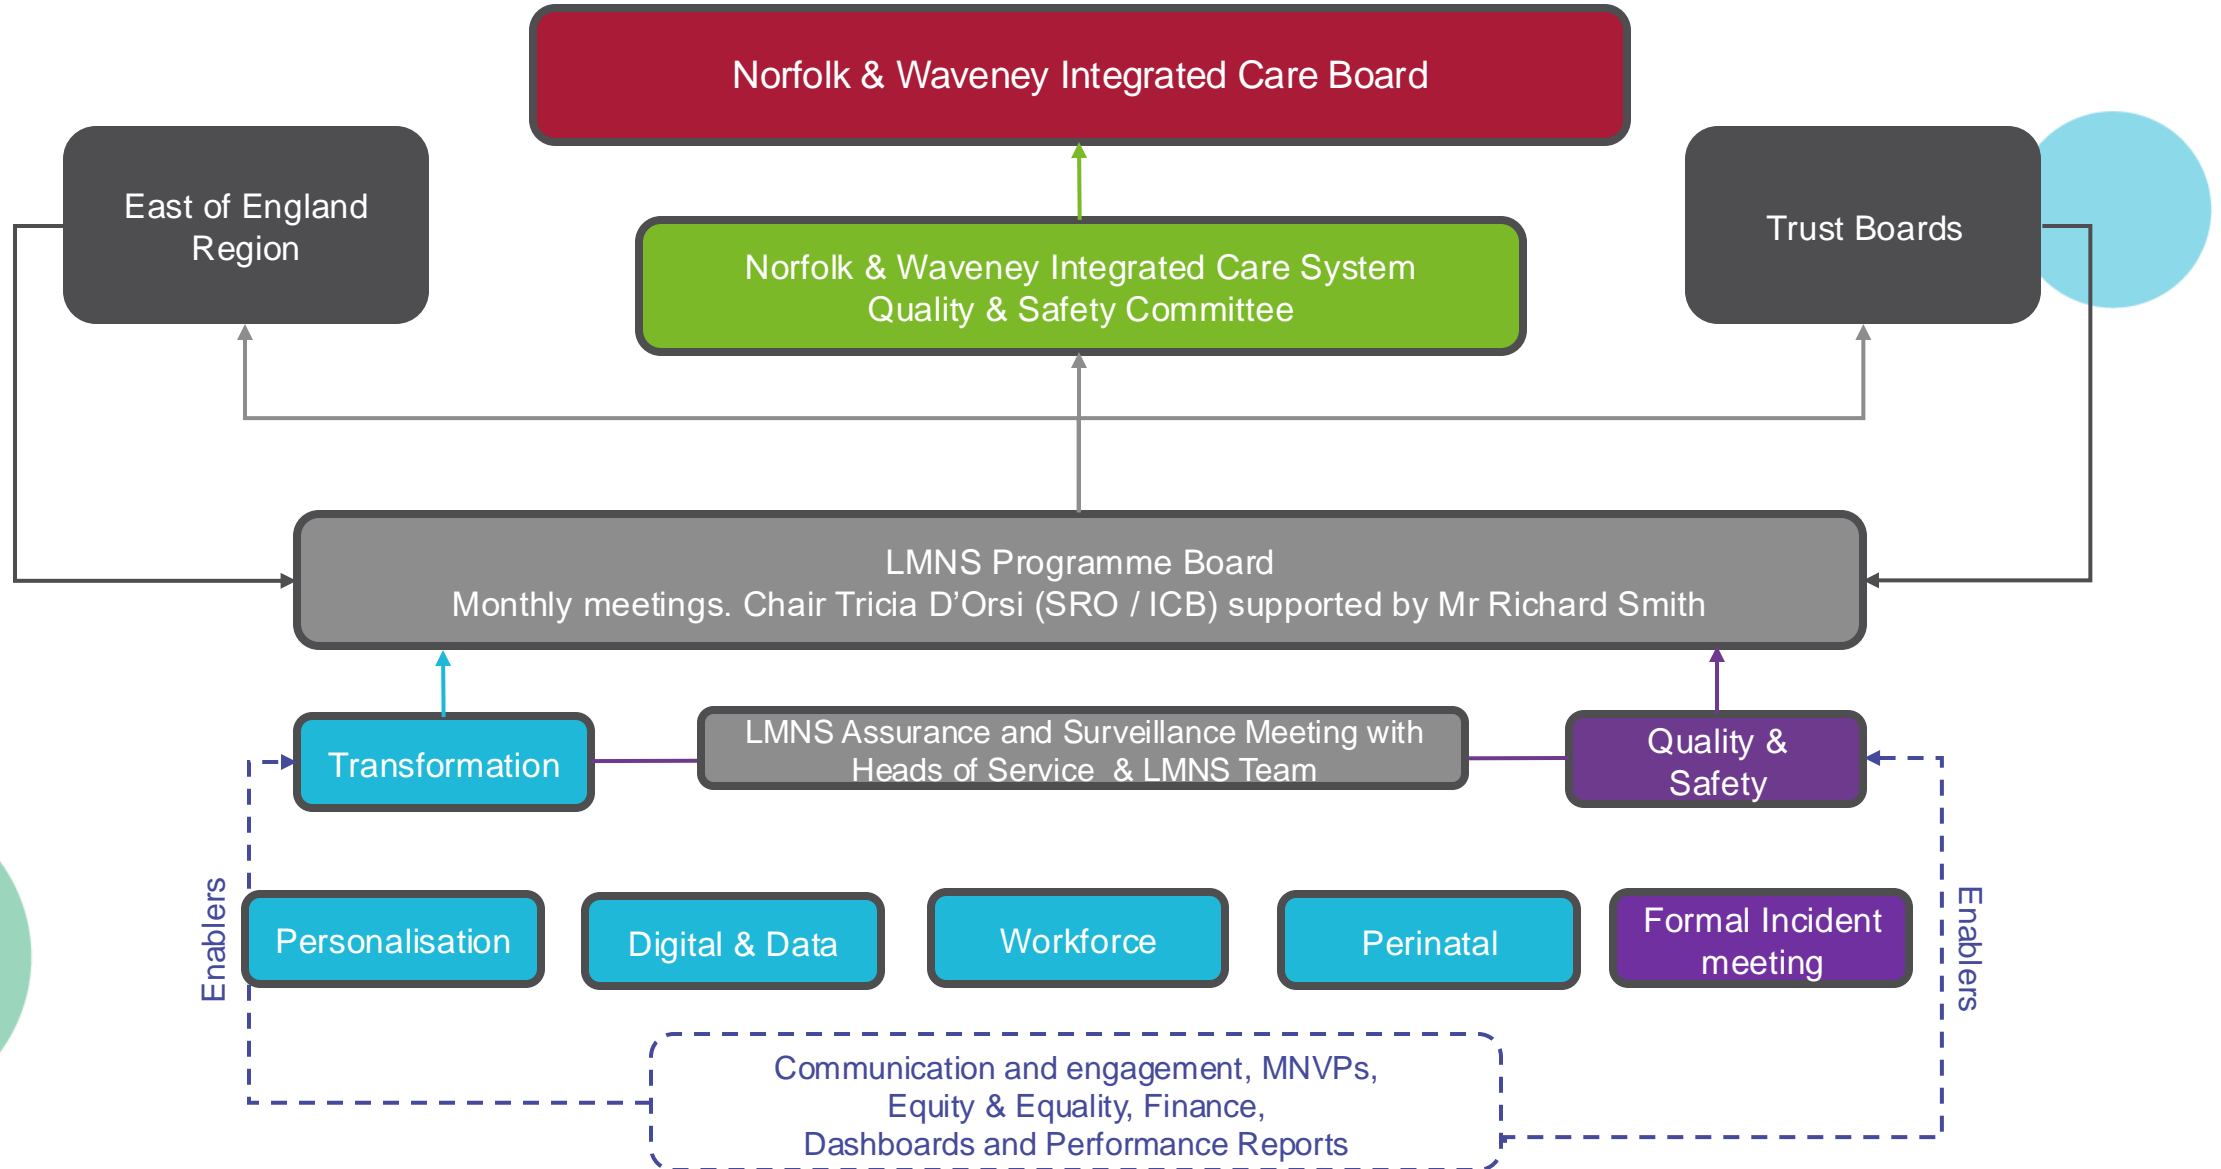 Norfolk & Waveney Integrated Care Board
East of England
Region
Norfolk & Waveney Integrated Care System
Quality & Safety Committee
Trust Boards
LMNS Programme Board
Monthly meetings. Chair Tricia D’Orsi (SRO / ICB) supported by Mr Richard Smith
Transformation
LMNS Assurance and Surveillance Meeting with
Heads of Service & LMNS Team
Quality &
Safety
Enablers
Personalisation
Digital & Data
Workforce
Perinatal
Formal Incident
meeting
Enablers
Communication and engagement, MNVPs,
Equity & Equality, Finance,
Dashboards and Performance Reports